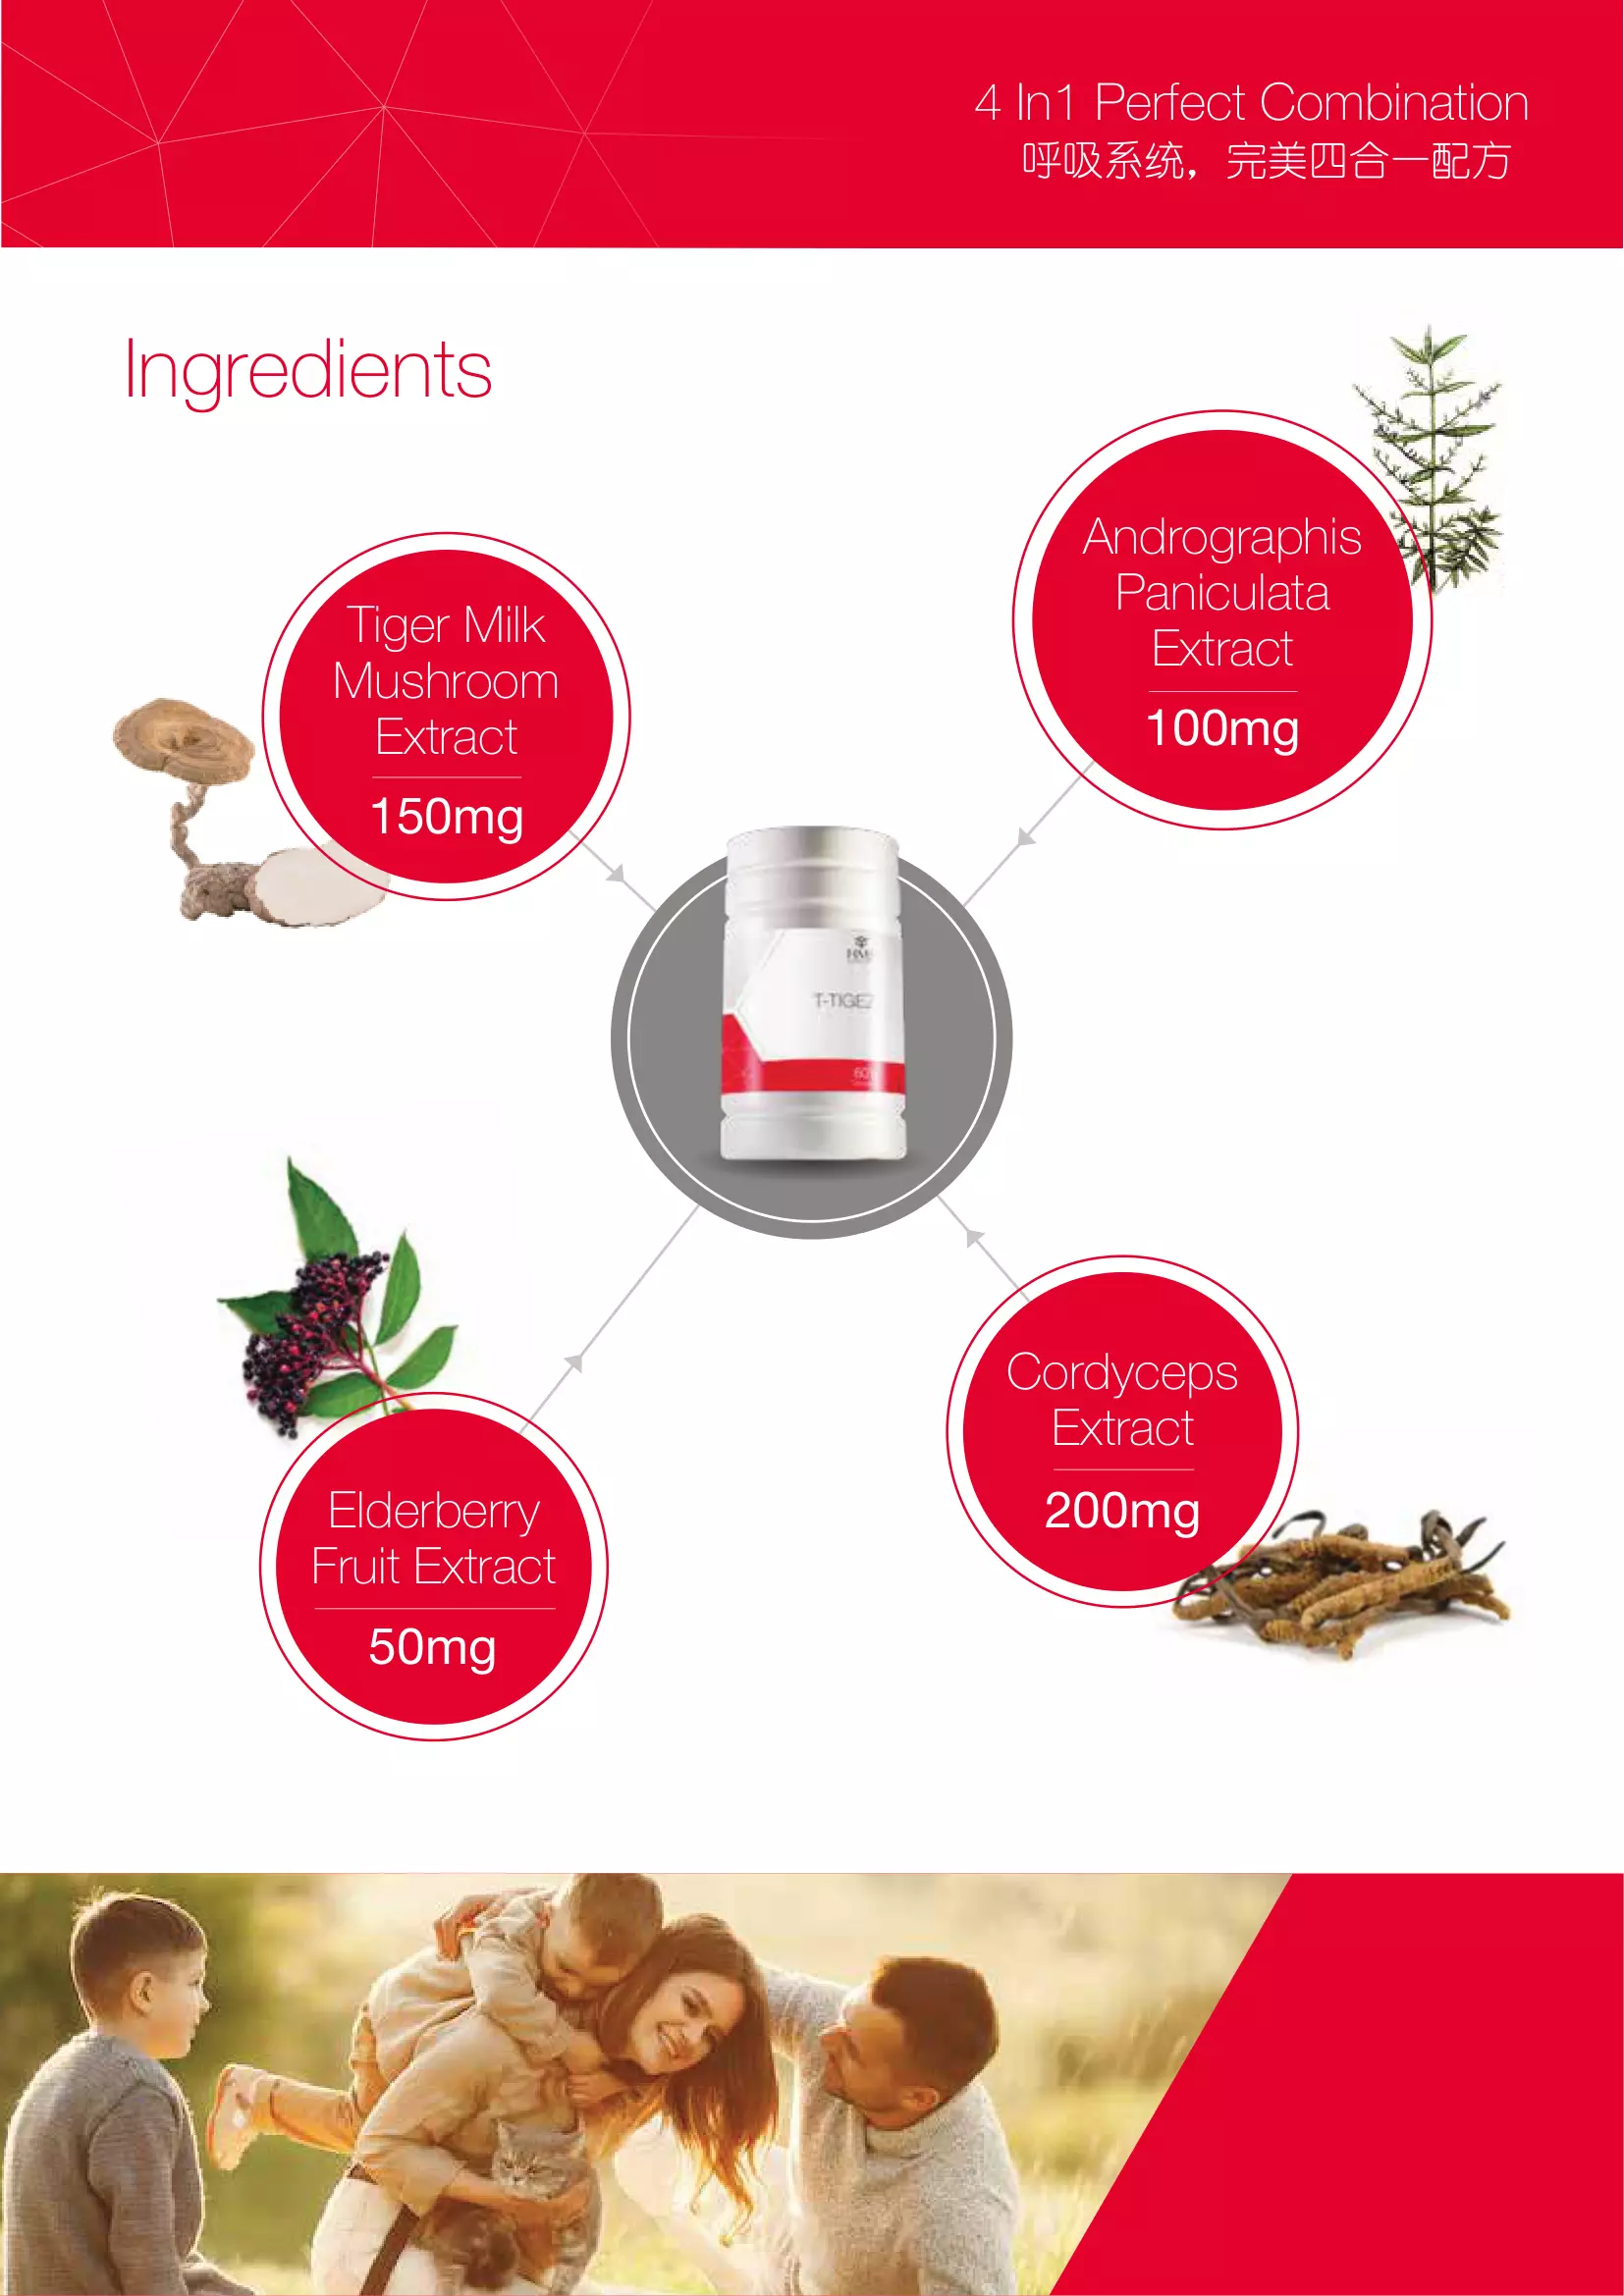 4 In1 Perfect Combination
呼吸系统，完美四合一配方
Ingredients
Andrographis
Paniculata
Extract
100mg
Tiger Milk
Mushroom
Extract
150mg
T-TIGEZ
Elderberry
Fruit Extract
50mg
Cordyceps
Extract
200mg